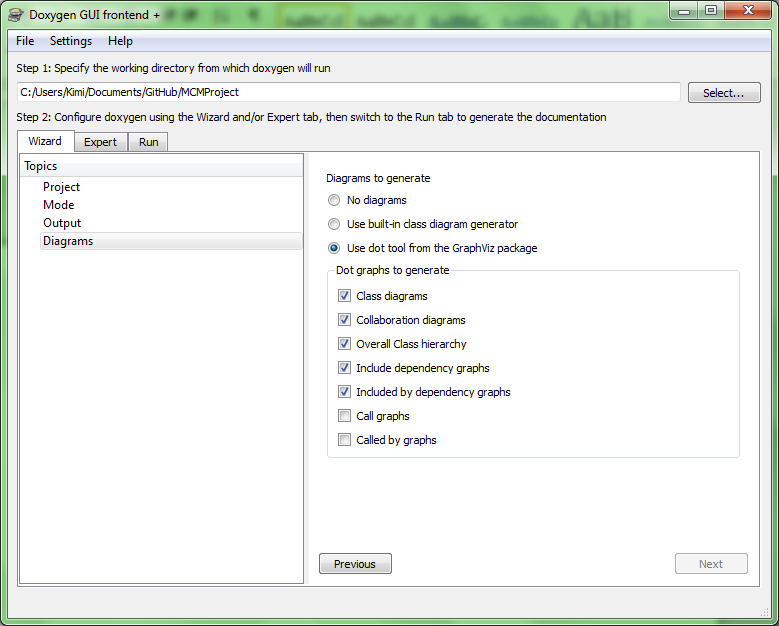 Doxygen GUI frontend +
File Settings Help
Step 1: Specify the working directory from which doxygen will run
C:/Users/Kimi/Documents/GitHub/MCMProject
Select...
Step 2: Configure doxygen using the Wizard and/or Expert tab, then switch to the Run tab to generate the documentation
Wizard Expert Run
Topics
Project
Mode
Output
Diagrams
Diagrams to generate
No diagrams
Use built-in class diagram generator
Use dot tool from the GraphViz package
Dot graphs to generate
Class diagrams
Collaboration diagrams
Overall Class hierarchy
Include dependency graphs
Included by dependency graphs
Call graphs
Called by graphs
Previous
Next